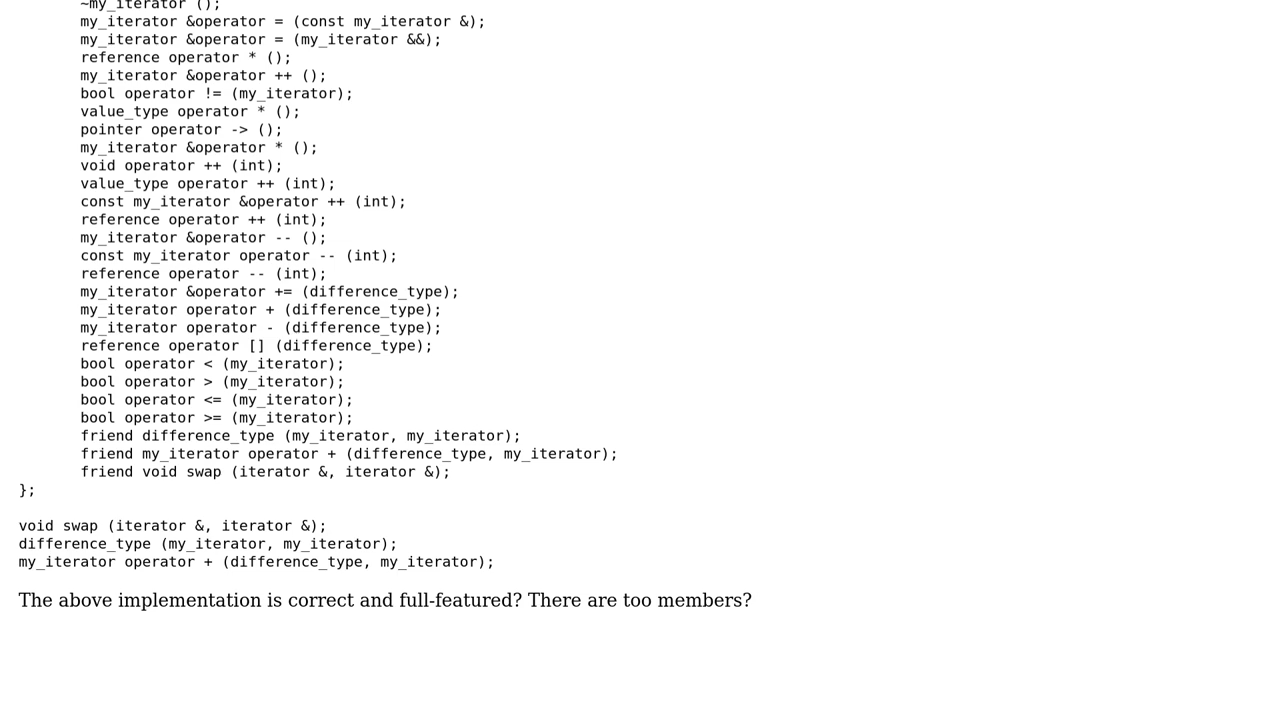 ~my_iterator ();
my_iterator &operator = (const my_iterator &);
my_iterator &operator = (my_iterator &&);
reference operator * ();
my_iterator &operator ++ ();
bool operator != (my_iterator);
value_type operator * ();
pointer operator -> ();
my_iterator &operator * ();
void operator ++ (int);
value_type operator ++ (int);
const my_iterator &operator ++ (int);
reference operator ++ (int);
my_iterator &operator -- ();
const my_iterator operator -- (int);
reference operator -- (int);
my_iterator &operator += (difference_type);
my_iterator operator + (difference_type);
my_iterator operator - (difference_type);
reference operator [] (difference_type);
bool operator < (my_iterator);
bool operator > (my_iterator);
bool operator <= (my_iterator);
bool operator >= (my_iterator);
friend difference_type (my_iterator, my_iterator);
friend my_iterator operator + (difference_type, my_iterator);
friend void swap (iterator &, iterator &);
};
void swap (iterator &, iterator &);
difference_type (my_iterator, my_iterator);
my_iterator operator + (difference_type, my_iterator);
The above implementation is correct and full-featured? There are too members?